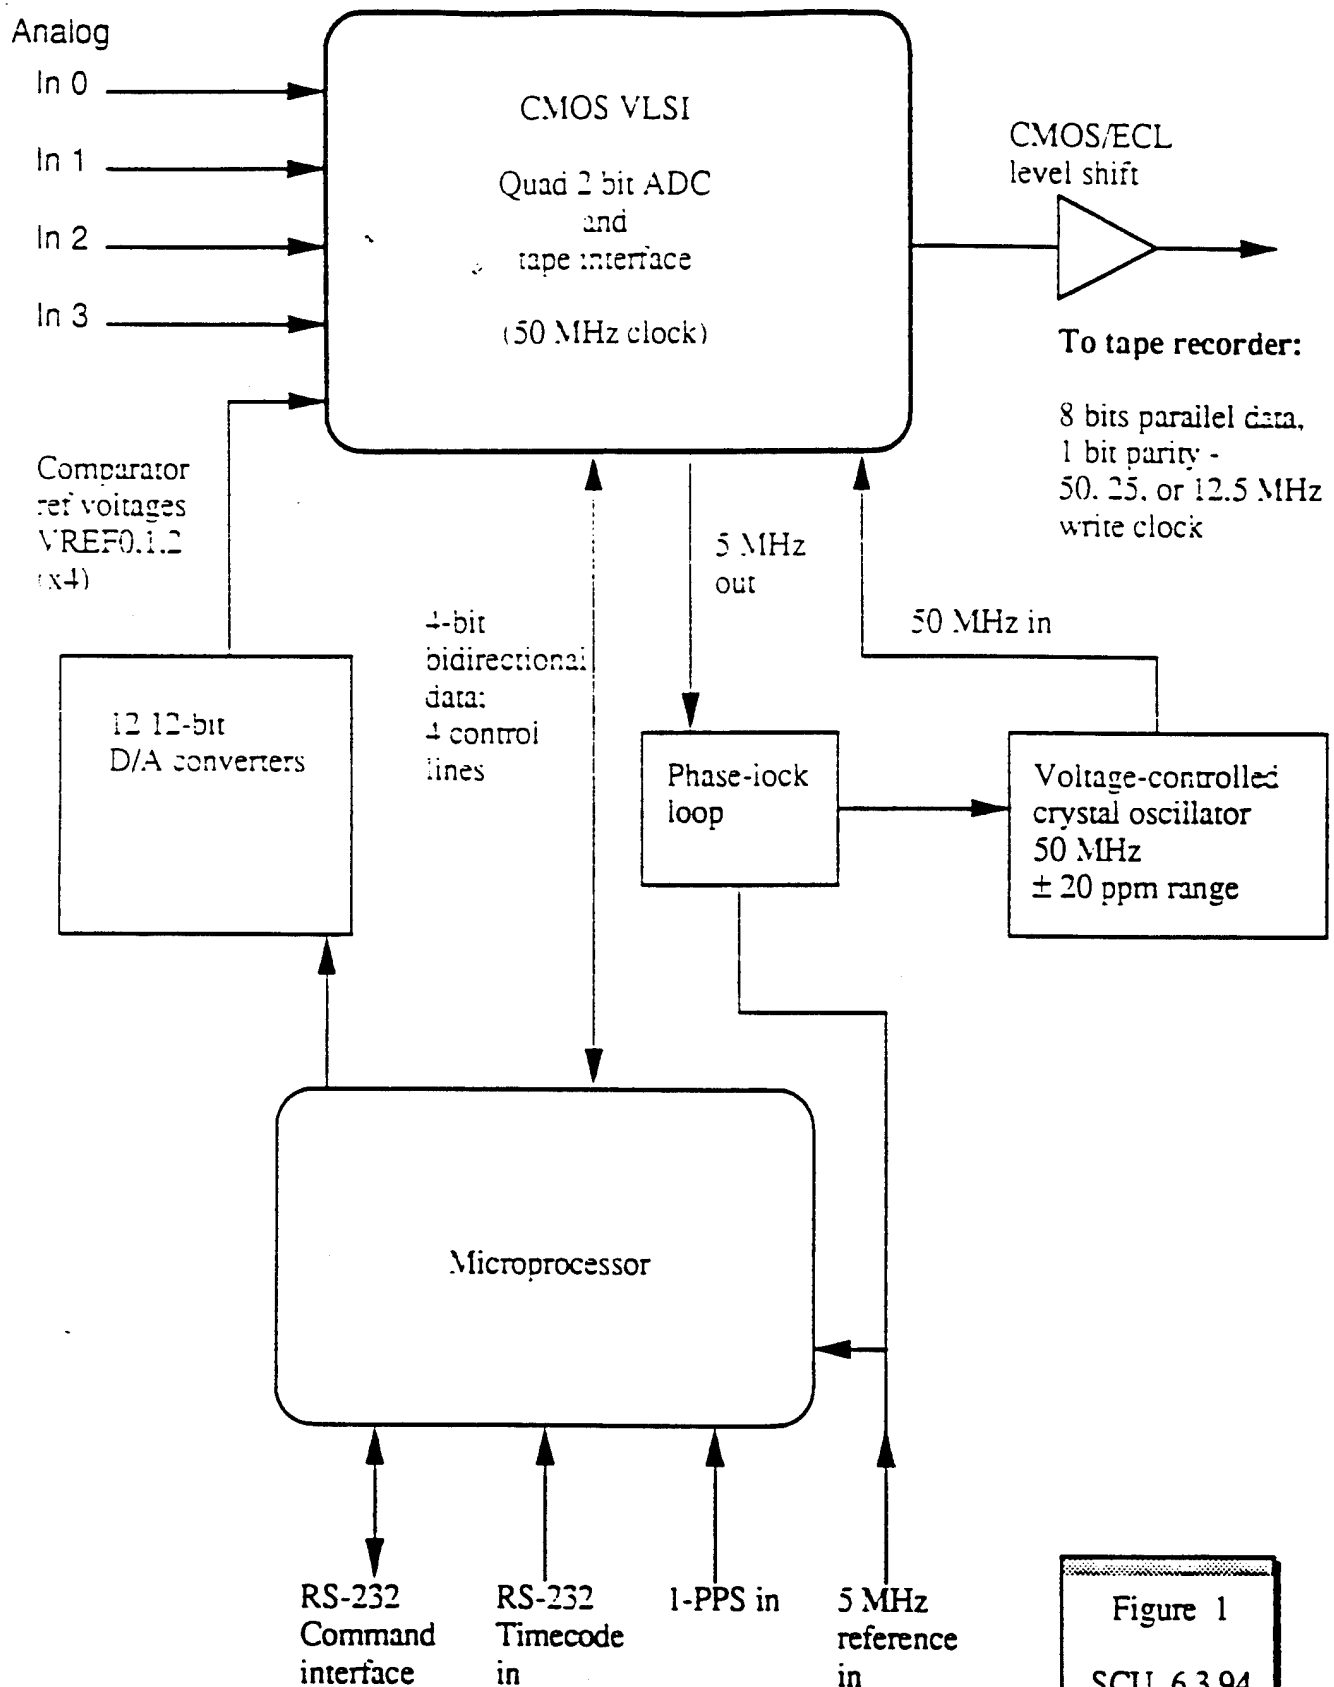 Analog
In 0
In 1
In 2
In 3
CMOS VLSI
Quad 2 bit ADC
and
tape interface
(50 MHz clock)
CMOS/ECL
level shift
To tape recorder:
8 bits parallel data,
1 bit parity -
50, 25, or 12.5 MHz
write clock
Comparator
ref voltages
VREF0,1,2
(x4)
5 MHz
out
50 MHz in
4-bit
bidirectional
data;
4 control
lines
12 12-bit
D/A converters
Phase-lock
loop
Voltage-controlled
crystal oscillator
50 MHz
± 20 ppm range
Microprocessor
RS-232
Command
interface
RS-232
Timecode
in
1-PPS in
5 MHz
reference
in
Figure 1
SCU 6.3.94